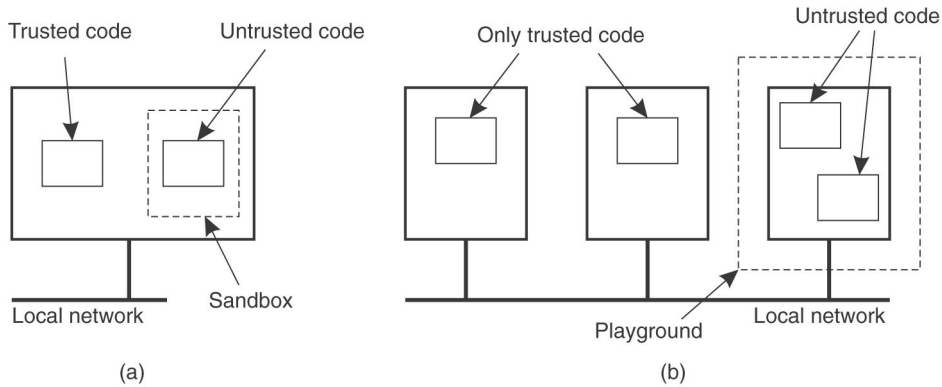 Trusted code
Untrusted code
Sandbox
Local network
(a)
Only trusted code
Untrusted code
Playground
Local network
(b)